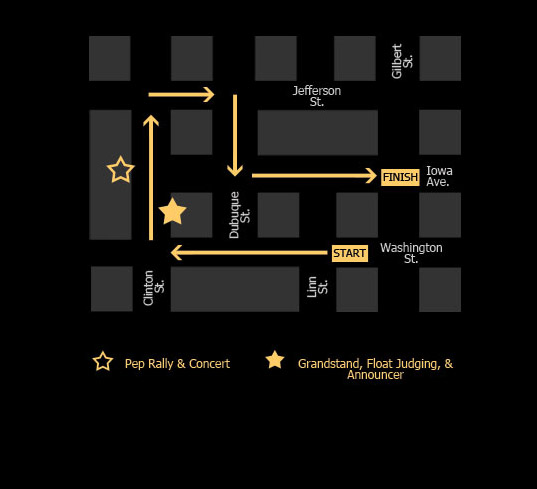 Gilbert
St.
Jefferson
St.
FINISH
Iowa
Ave.
Dubuque
St.
START
Washington
St.
Clinton
St.
Linn
St.
Pep Rally & Concert
Grandstand, Float Judging, &
Announcer